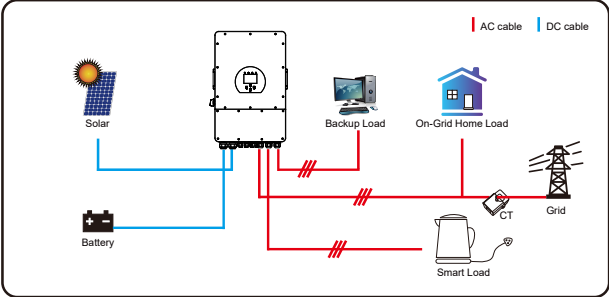 AC cable
DC cable
Solar
Backup Load
On-Grid Home Load
CT
Grid
Battery
Smart Load